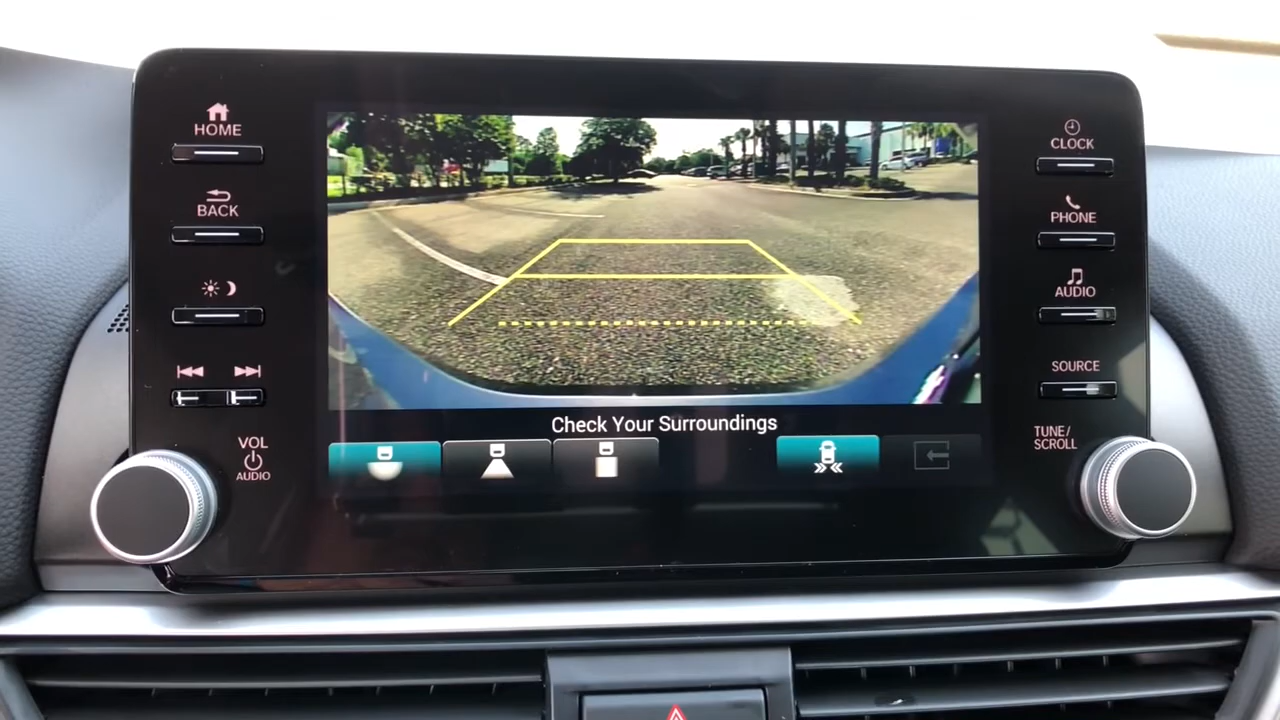 HOME
BACK
VOL
AUDIO
Check Your Surroundings
CLOCK
PHONE
AUDIO
SOURCE
TUNE/
SCROLL